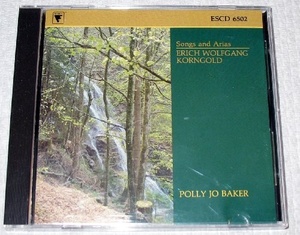 ESCD 6502
Songs and Arias
ERICH WOLFGANG
KORNGOLD
POLLY JO BAKER